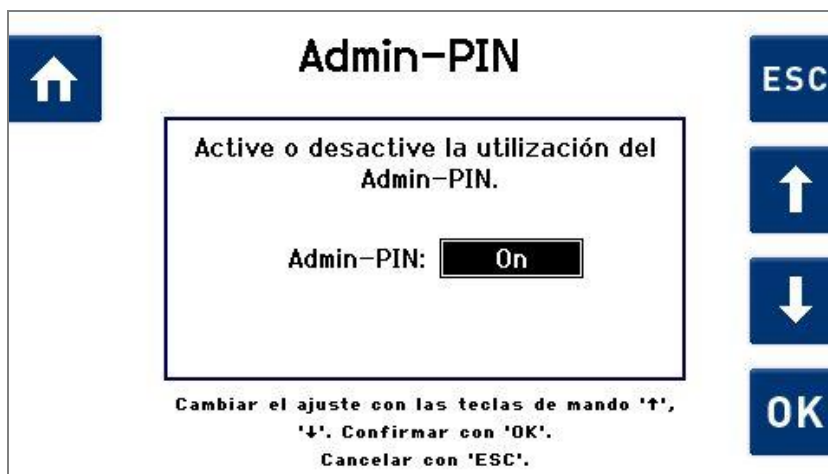 Admin-PIN
ESC
Active o desactive la utilización del
Admin-PIN.
Admin-PIN: On
Cambiar el ajuste con las teclas de mando '↑',
'↓'. Confirmar con 'OK'.
Cancelar con 'ESC'.
OK